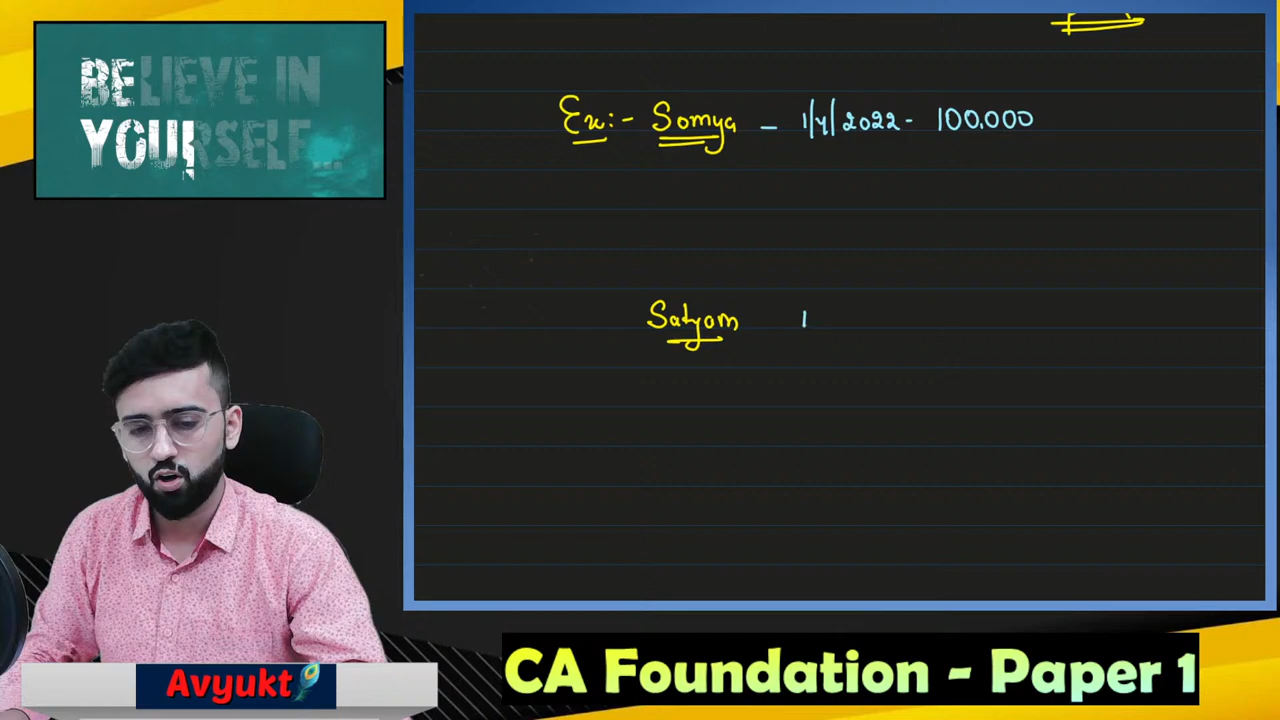 BELIEVE IN
YOURSELF...
Ex:- Somya - 1/4/2022 - 100,000
Satyam 1
Avyukt
CA Foundation - Paper 1